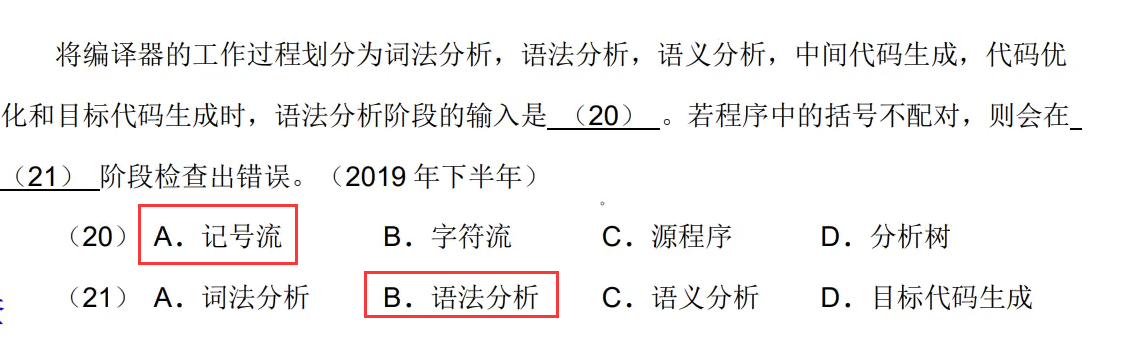 将编译器的工作过程划分为词法分析，语法分析，语义分析，中间代码生成，代码优
化和目标代码生成时，语法分析阶段的输入是 （20） 。若程序中的括号不配对，则会在
（21） 阶段检查出错误。（2019 年下半年）
（20） A．记号流 B．字符流 C．源程序 D．分析树
（21） A．词法分析 B．语法分析 C．语义分析 D．目标代码生成